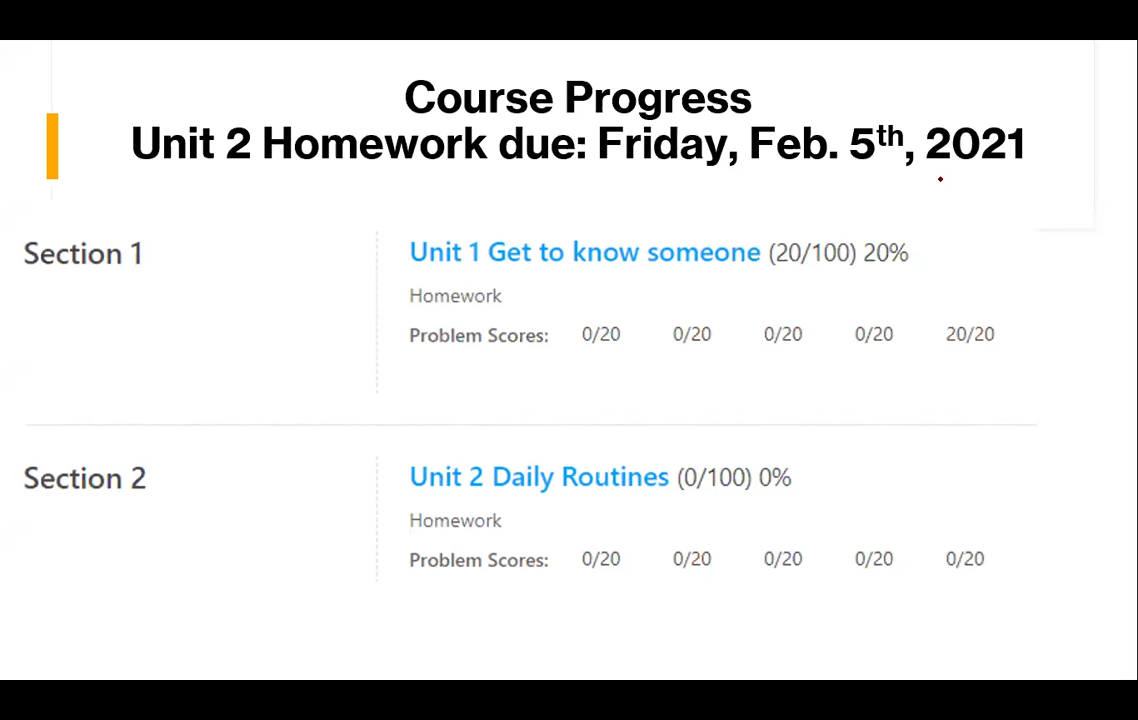 Course Progress
Unit 2 Homework due: Friday, Feb. 5th, 2021
Section 1
Unit 1 Get to know someone (20/100) 20%
Homework
Problem Scores: 0/20 0/20 0/20 0/20 20/20
Section 2
Unit 2 Daily Routines (0/100) 0%
Homework
Problem Scores: 0/20 0/20 0/20 0/20 0/20